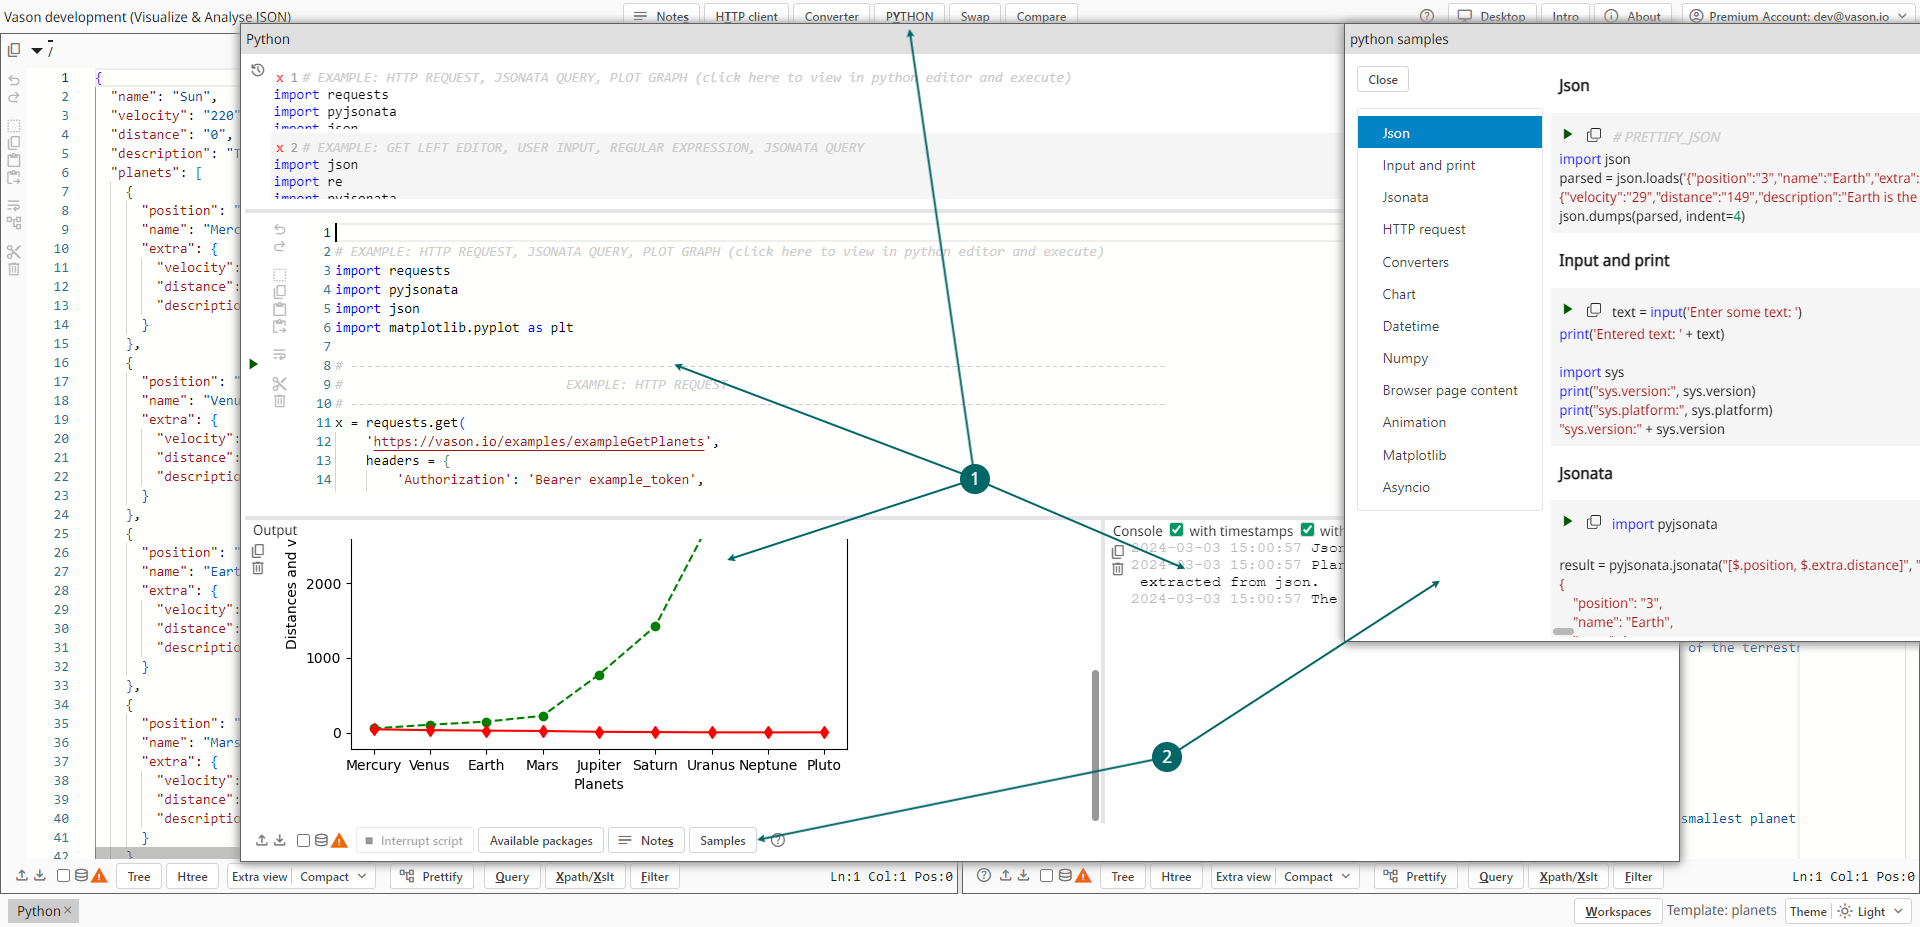 Vason development (Visualize & Analyse JSON)
Notes
HTTP client
Converter
PYTHON
Swap
Compare
Desktop
Intro
About
Premium Account: dev@vason.io
/
1 {
2 "name": "Sun",
3 "velocity": "220"
4 "distance": "0",
5 "description": "T
6 "planets": [
7 {
8 "position": "
9 "name": "Merc
10 "extra": {
11 "velocity":
12 "distance":
13 "descriptio
14 }
15 },
16 {
17 "position": "
18 "name": "Venu
19 "extra": {
20 "velocity":
21 "distance":
22 "descriptio
23 }
24 },
25 {
26 "position": "
27 "name": "Eart
28 "extra": {
29 "velocity":
30 "distance":
31 "descriptio
32 }
33 },
34 {
35 "position": "
36 "name": "Mars
37 "extra": {
38 "velocity":
39 "distance":
40 "descriptio
41 }
42 }
Python
x 1 # EXAMPLE: HTTP REQUEST, JSONATA QUERY, PLOT GRAPH (click here to view in python editor and execute)
import requests
import pyjsonata
import json
x 2 # EXAMPLE: GET LEFT EDITOR, USER INPUT, REGULAR EXPRESSION, JSONATA QUERY
import json
import re
import pyjsonata
1
2 # EXAMPLE: HTTP REQUEST, JSONATA QUERY, PLOT GRAPH (click here to view in python editor and execute)
3 import requests
4 import pyjsonata
5 import json
6 import matplotlib.pyplot as plt
7
8 # ----------------------------------------------------------------------------------------------------------
9 # EXAMPLE: HTTP REQUEST
10 # ----------------------------------------------------------------------------------------------------------
11 x = requests.get(
12 'https://vason.io/examples/exampleGetPlanets',
13 headers = {
14 'Authorization': 'Bearer example_token',
1
Output
Distances and v
2000
1000
0
Mercury Venus Earth Mars Jupiter Saturn Uranus Neptune Pluto
Planets
Console with timestamps with
2024-03-03 15:00:57 Json
2024-03-03 15:00:57 Plan
extracted from json.
2024-03-03 15:00:57 The
2
Interrupt script
Available packages
Notes
Samples
python samples
Close
Json
Input and print
Jsonata
HTTP request
Converters
Chart
Datetime
Numpy
Browser page content
Animation
Matplotlib
Asyncio
Json
# PRETTIFY_JSON
import json
parsed = json.loads('{"position":"3","name":"Earth","extra":
{"velocity":"29","distance":"149","description":"Earth is the
json.dumps(parsed, indent=4)
Input and print
text = input('Enter some text: ')
print('Entered text: ' + text)
import sys
print("sys.version:", sys.version)
print("sys.platform:", sys.platform)
"sys.version:" + sys.version
Jsonata
import pyjsonata
result = pyjsonata.jsonata("[$.position, $.extra.distance]", "
{
"position": "3",
"name": "Earth",
of the terestr
smallest planet
Tree
Htree
Extra view
Compact
Prettify
Query
Xpath/Xslt
Filter
Ln:1 Col:1 Pos:0
Tree
Htree
Extra view
Compact
Prettify
Query
Xpath/Xslt
Filter
Ln:1 Col:1 Pos:0
Python ×
Workspaces
Template: planets
Theme
Light